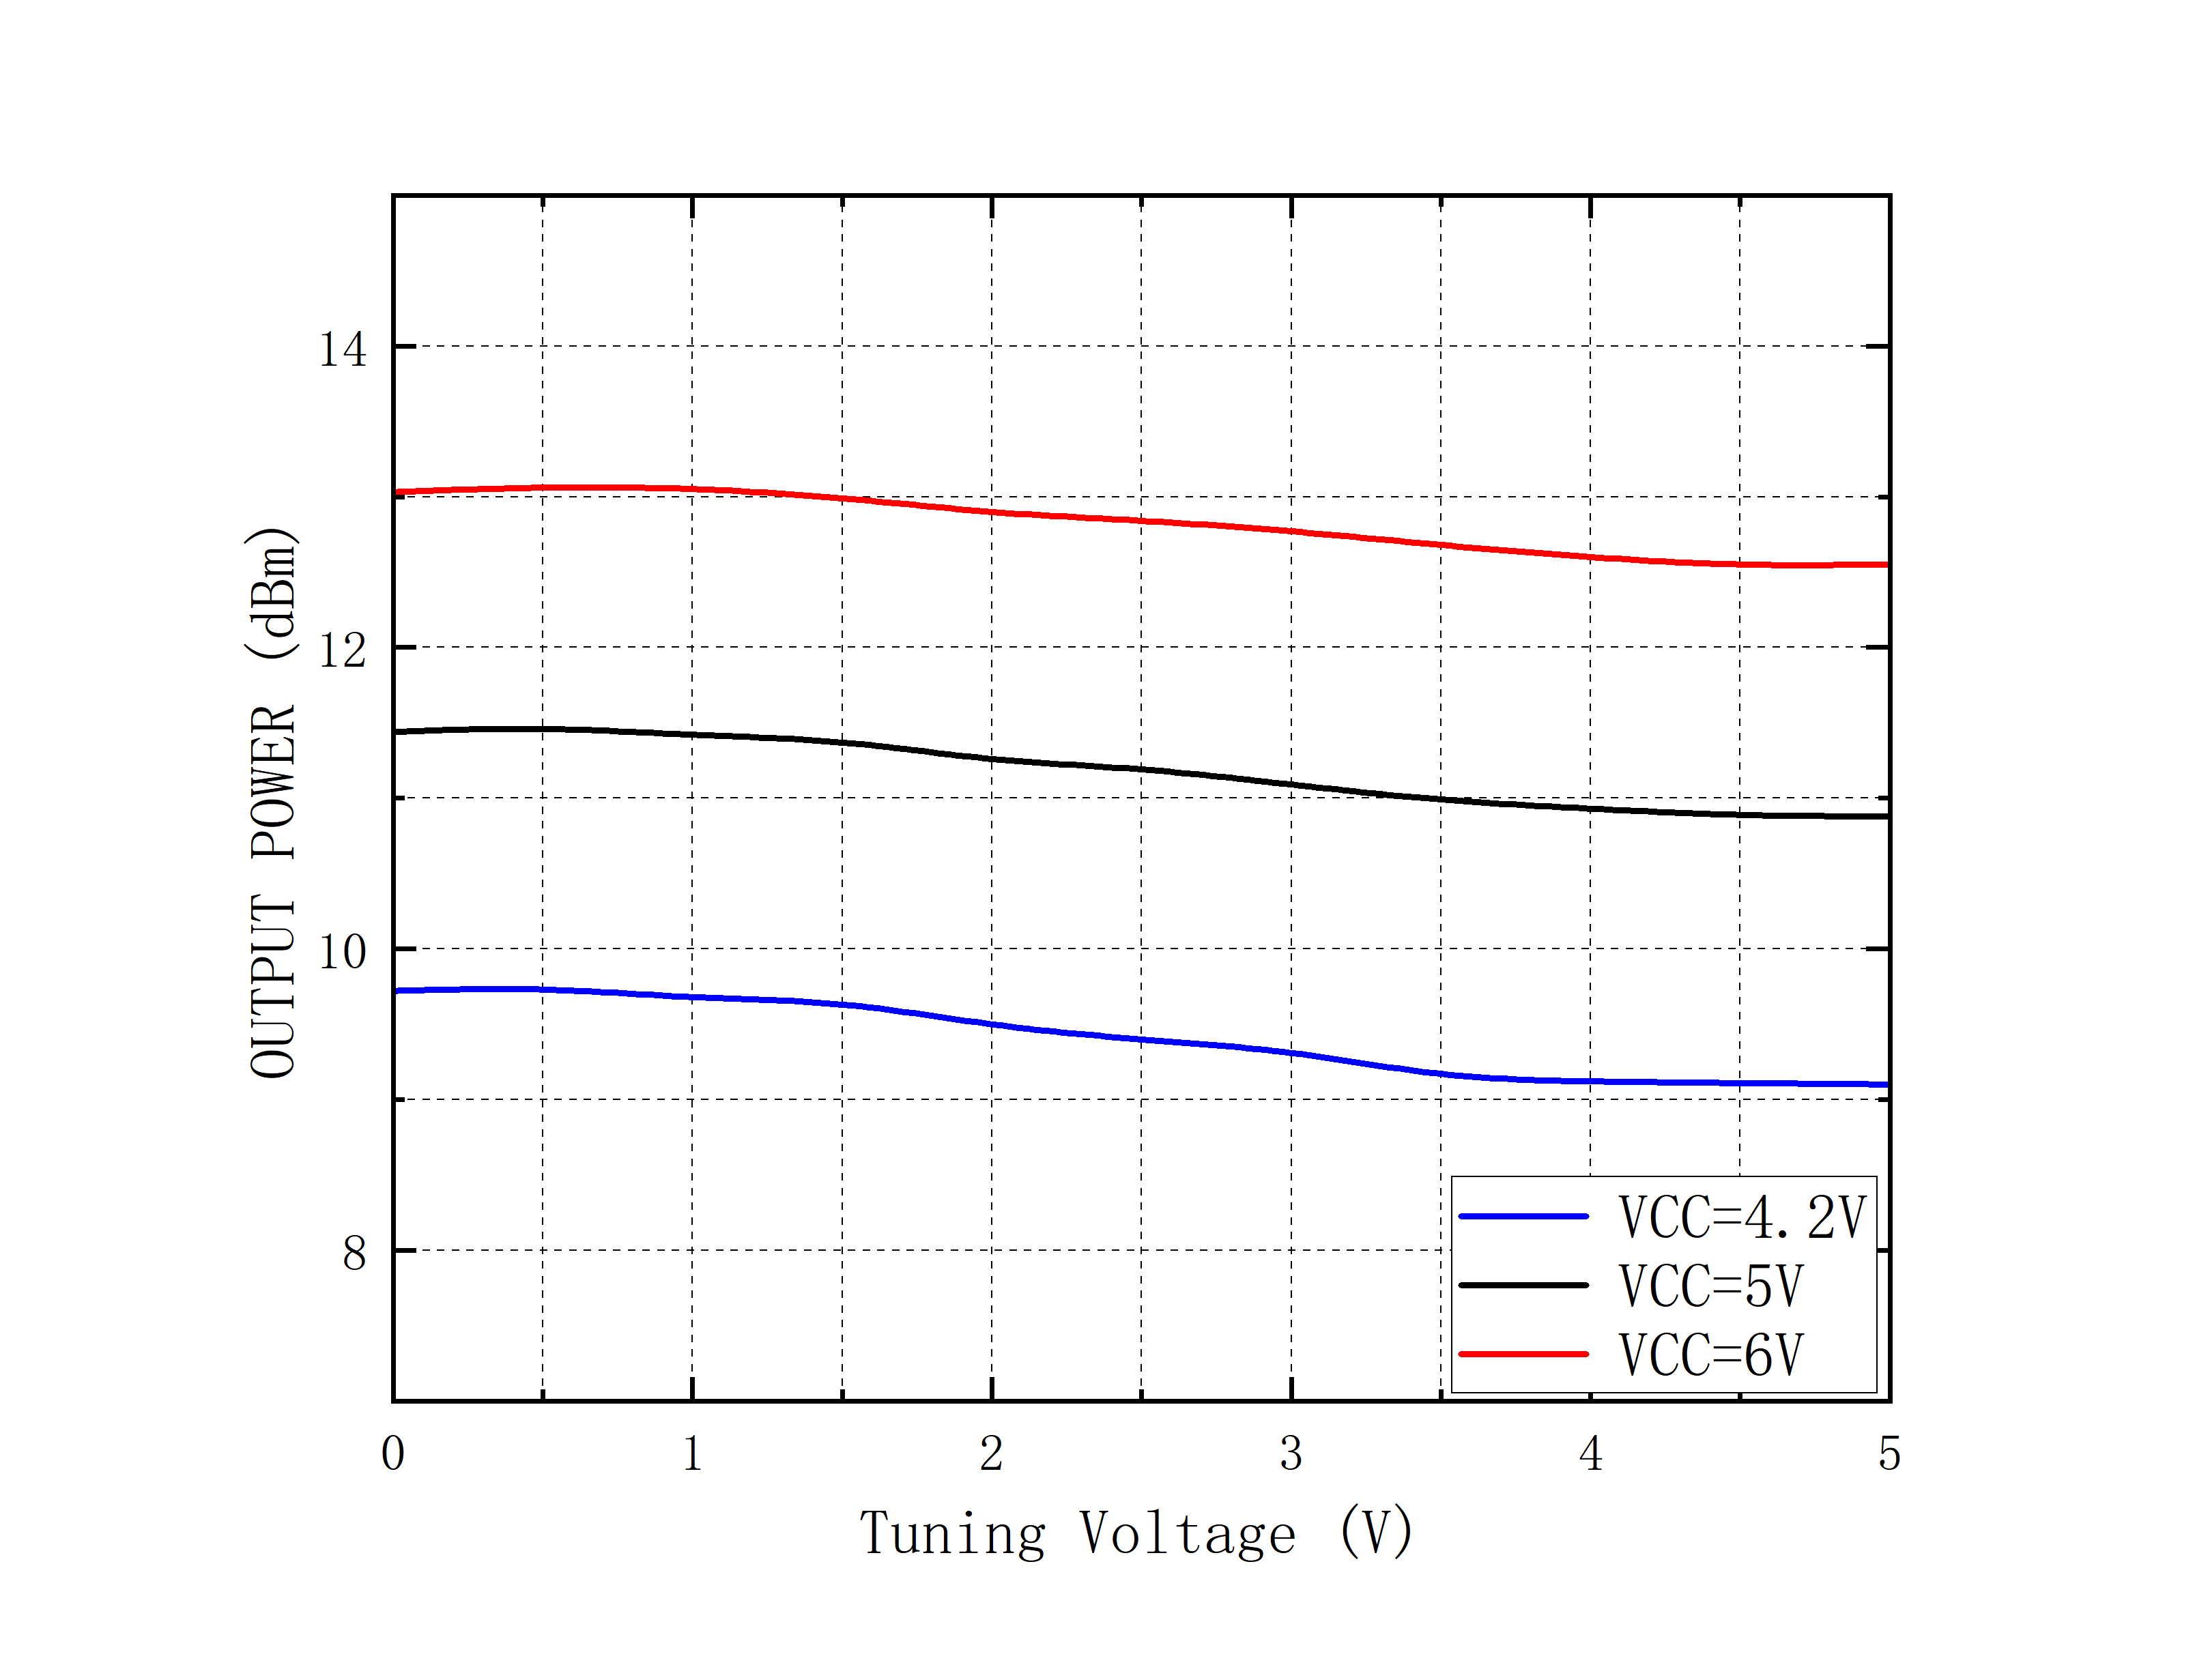 OUTPUT POWER (dBm)
14
12
10
8
0 1 2 3 4 5
Tuning Voltage (V)
VCC=4.2V
VCC=5V
VCC=6V